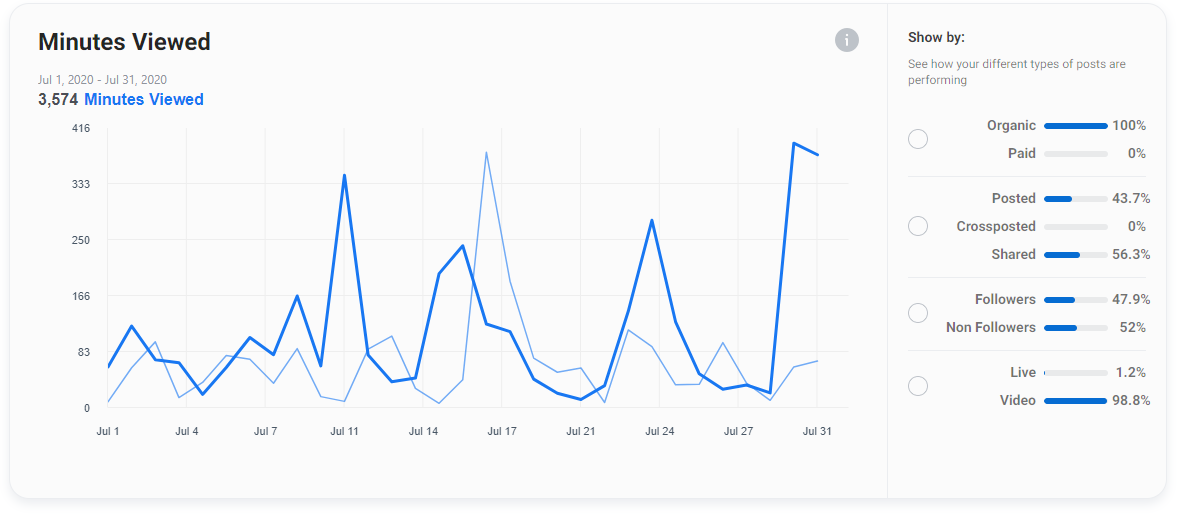 Minutes Viewed
i
Jul 1, 2020 - Jul 31, 2020
3,574 Minutes Viewed
416
333
250
166
83
0
Jul 1 Jul 4 Jul 7 Jul 11 Jul 14 Jul 17 Jul 21 Jul 24 Jul 27 Jul 31
Show by:
See how your different types of posts are
performing
Organic 100%
Paid 0%
Posted 43.7%
Crossposted 0%
Shared 56.3%
Followers 47.9%
Non Followers 52%
Live 1.2%
Video 98.8%